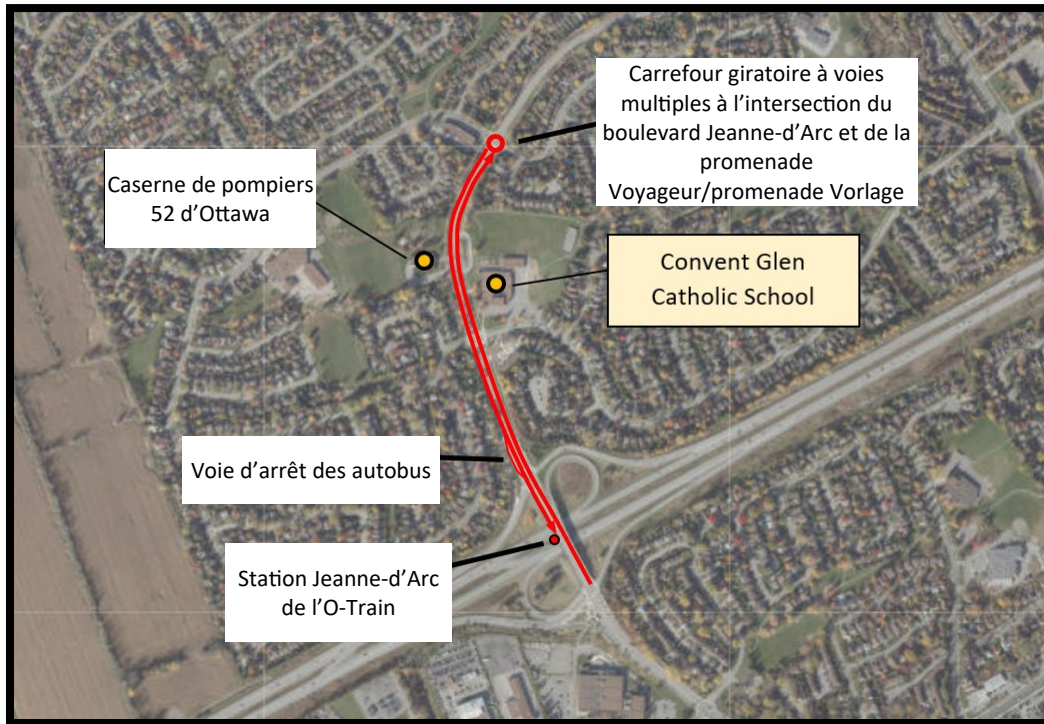 Carrefour giratoire à voies
multiples à l’intersection du
boulevard Jeanne-d’Arc et de la
promenade
Voyageur/promenade Vorlage
Caserne de pompiers
52 d’Ottawa
Convent Glen
Catholic School
Voie d’arrêt des autobus
Station Jeanne-d’Arc
de l’O-Train